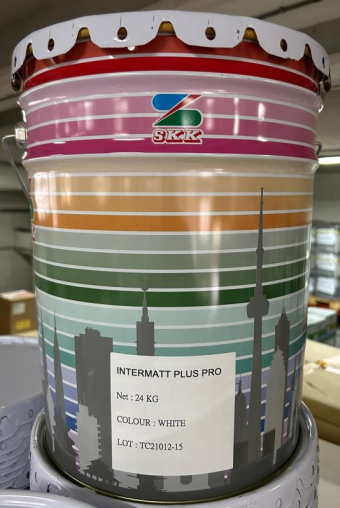 SKK
INTERMATT PLUS PRO
Net : 24 KG
COLOUR : WHITE
LOT : TC21012-15